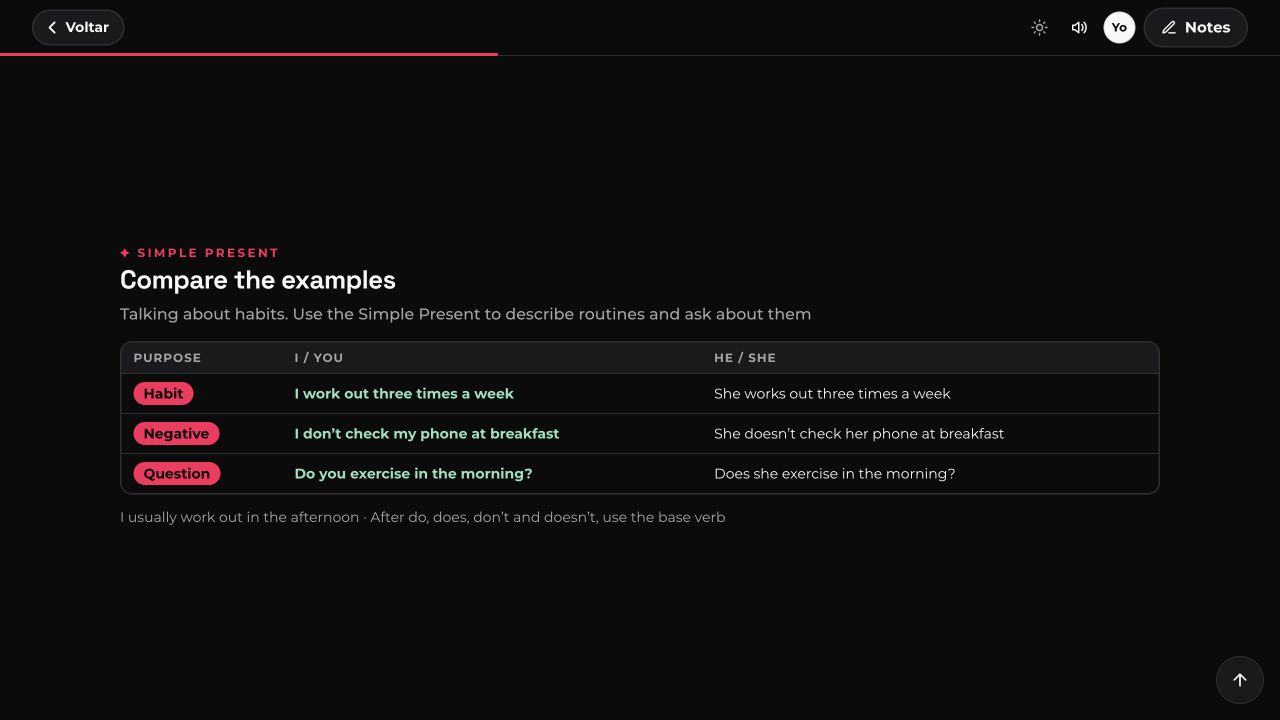 Voltar
Yo
Notes
SIMPLE PRESENT
Compare the examples
Talking about habits. Use the Simple Present to describe routines and ask about them
PURPOSE I / YOU HE / SHE
Habit I work out three times a week She works out three times a week
Negative I don’t check my phone at breakfast She doesn’t check her phone at breakfast
Question Do you exercise in the morning? Does she exercise in the morning?
I usually work out in the afternoon · After do, does, don’t and doesn’t, use the base verb